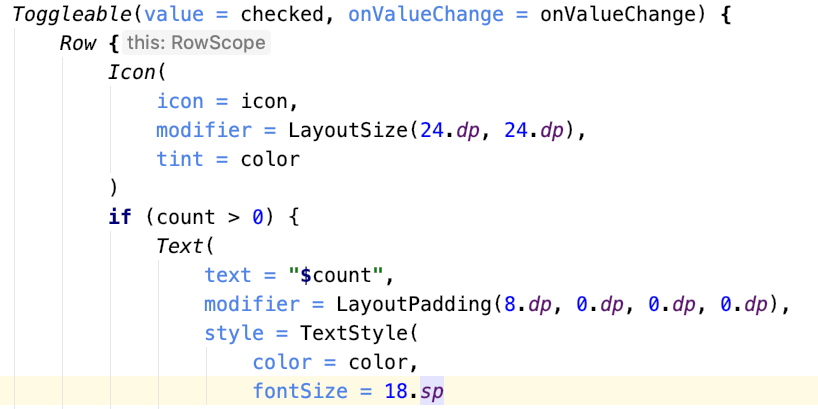 Toggleable(value = checked, onValueChange = onValueChange) {
    Row { this: RowScope
        Icon(
            icon = icon,
            modifier = LayoutSize(24.dp, 24.dp),
            tint = color
        )
        if (count > 0) {
            Text(
                text = "$count",
                modifier = LayoutPadding(8.dp, 0.dp, 0.dp, 0.dp),
                style = TextStyle(
                    color = color,
                    fontSize = 18.sp